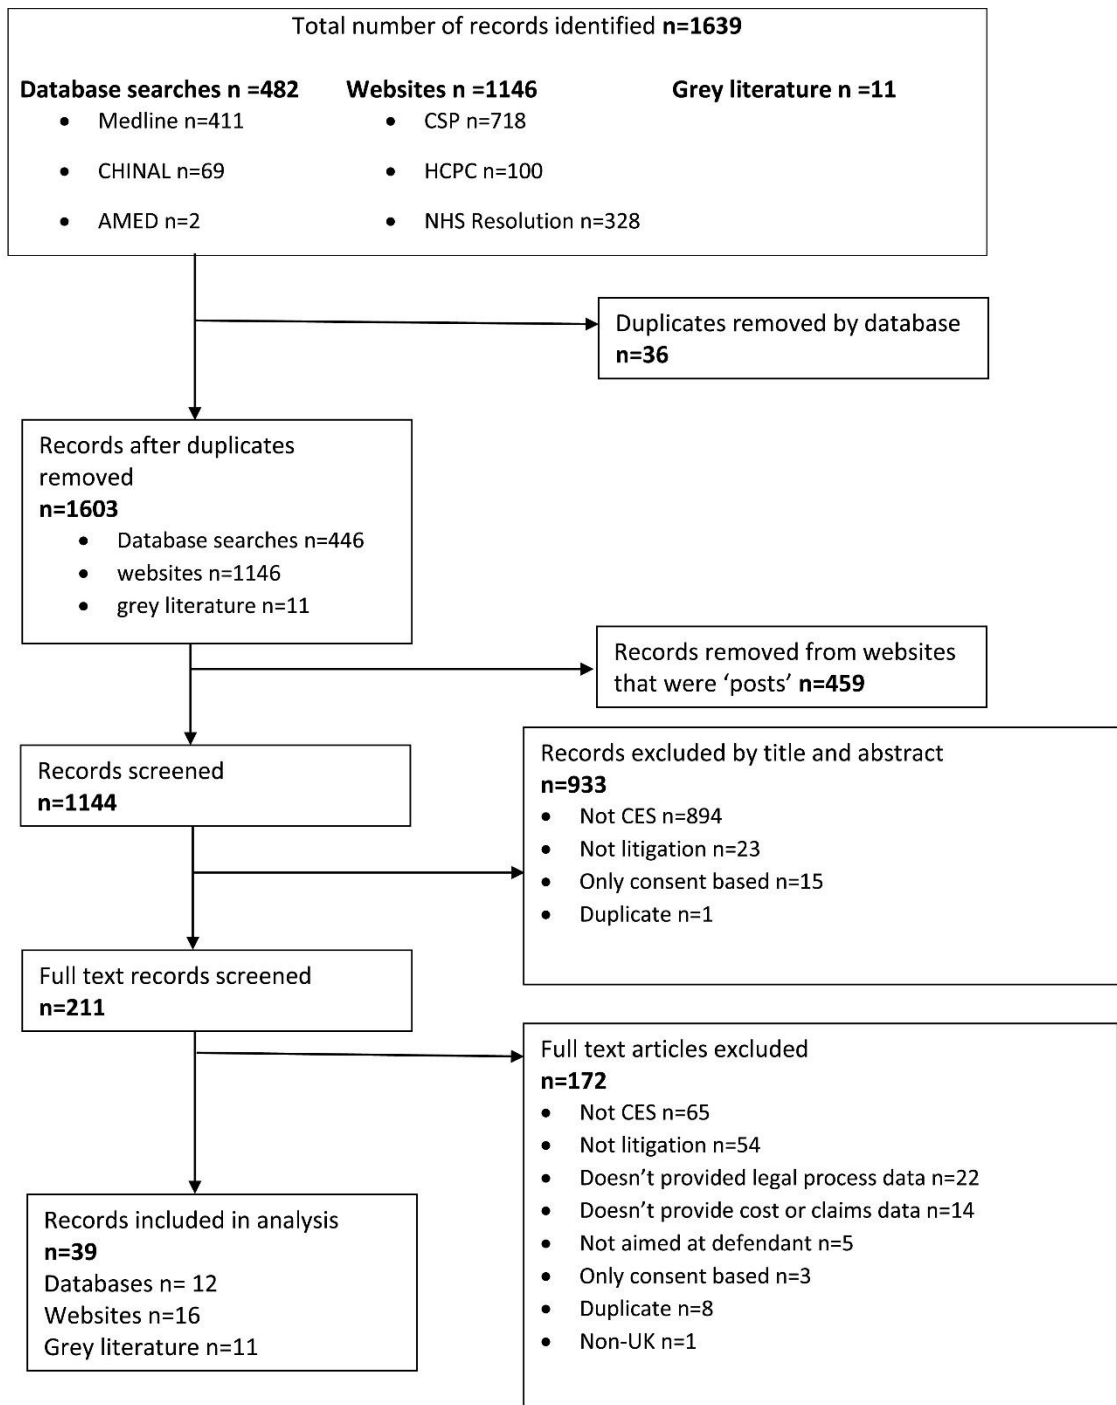 Total number of records identified n=1639
Database searches n =482
Websites n =1146
Grey literature n =11
• Medline n=411
• CSP n=718
• CHINAL n=69
• HCPC n=100
• AMED n=2
• NHS Resolution n=328
Duplicates removed by database
n=36
Records after duplicates
removed
n=1603
• Database searches n=446
• websites n=1146
• grey literature n=11
Records removed from websites
that were ‘posts’ n=459
Records screened
n=1144
Records excluded by title and abstract
n=933
• Not CES n=894
• Not litigation n=23
• Only consent based n=15
• Duplicate n=1
Full text records screened
n=211
Full text articles excluded
n=172
• Not CES n=65
• Not litigation n=54
• Doesn’t provided legal process data n=22
• Doesn’t provide cost or claims data n=14
• Not aimed at defendant n=5
• Only consent based n=3
• Duplicate n=8
• Non-UK n=1
Records included in analysis
n=39
Databases n= 12
Websites n=16
Grey literature n=11